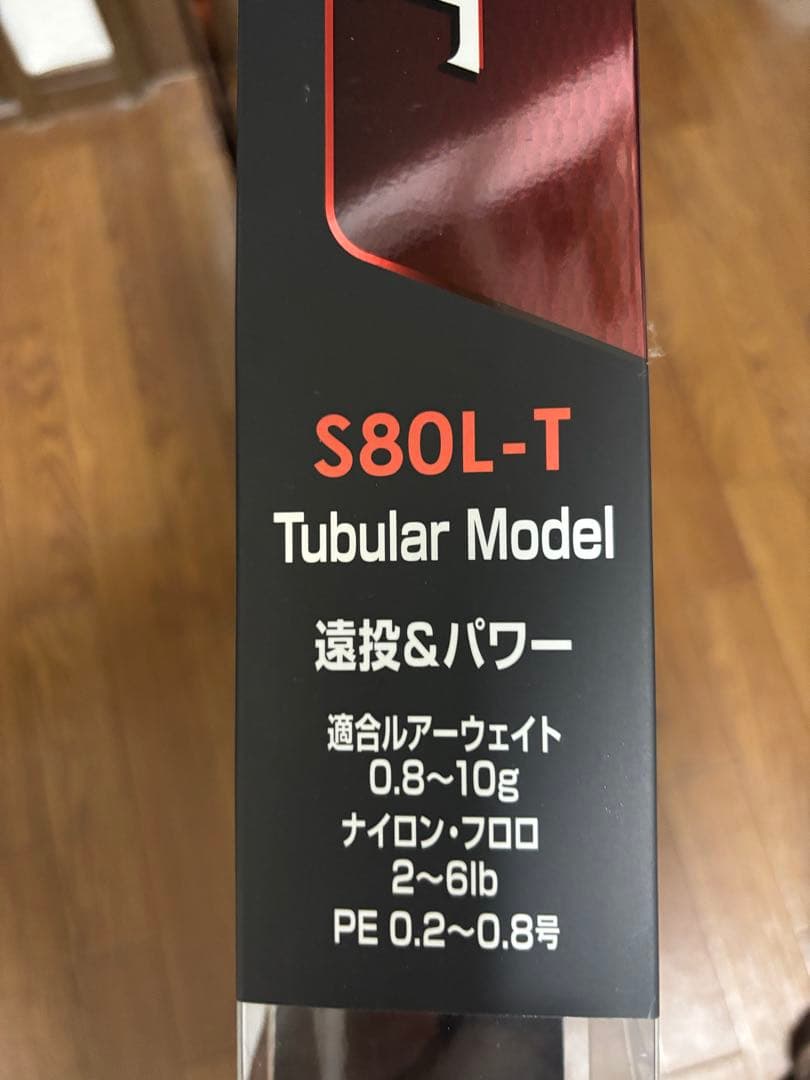 S80L-T
Tubular Model
遠投&パワー
適合ルアーウェイト
0.8～10g
ナイロン・フロロ
2～6lb
PE 0.2～0.8号